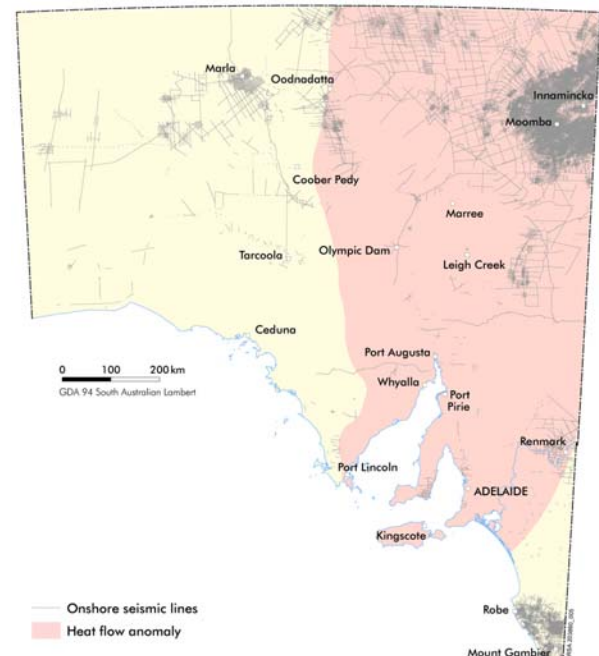 Marla
Oodnadatta
Innamincka
Moomba
Coober Pedy
Marree
Tarcoola
Olympic Dam
Leigh Creek
Ceduna
Port Augusta
0 100 200 km
Whyalla
GDA 94 South Australian Lambert
Port
Pirie
Renmark
Port Lincoln
ADELAIDE
Kingscote
Onshore seismic lines
Robe
Heat flow anomaly
Mount Gambier